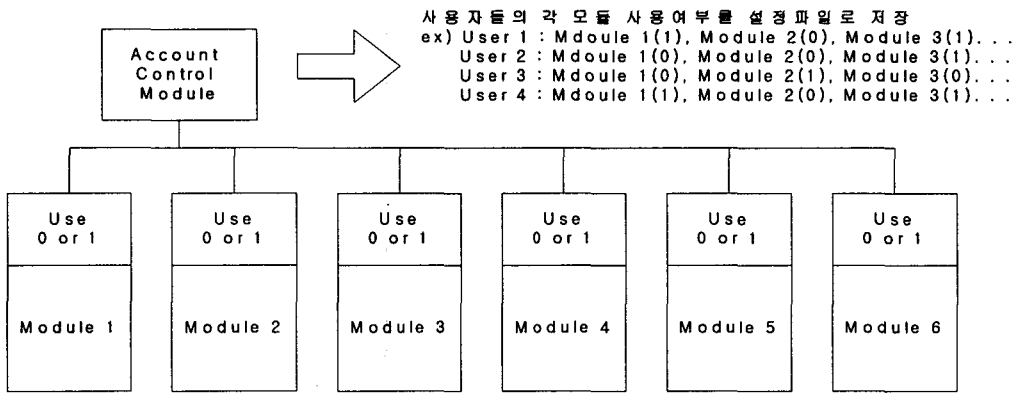 사용자들의 각 모듈 사용여부를 설정파일로 저장
ex) User 1 : Mdoule 1(1), Module 2(0), Module 3(1)...
User 2 : Mdoule 1(0), Module 2(0), Module 3(1)...
User 3 : Mdoule 1(0), Module 2(1), Module 3(0)...
User 4 : Mdoule 1(1), Module 2(0), Module 3(1)...
Account
Control
Module
Use
0 or 1
Use
0 or 1
Use
0 or 1
Use
0 or 1
Use
0 or 1
Use
0 or 1
Module 1
Module 2
Module 3
Module 4
Module 5
Module 6